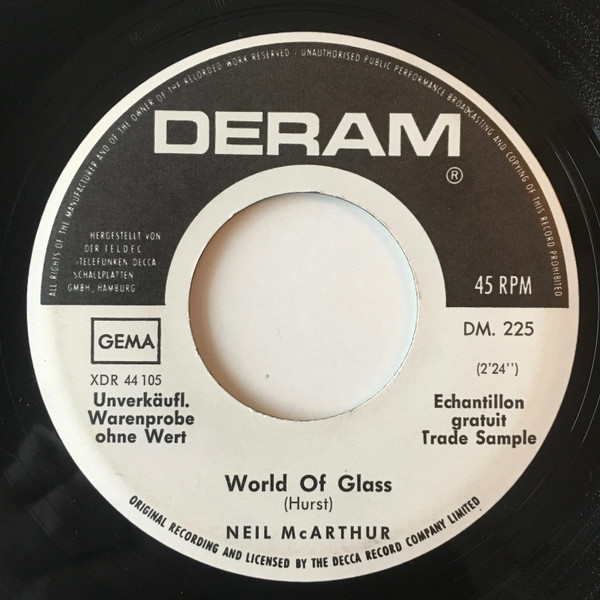 ALL RIGHTS OF THE MANUFACTURER AND OF THE OWNER OF THE RECORDED WORK RESERVED · UNAUTHORISED PUBLIC PERFORMANCE BROADCASTING AND COPYING OF THIS RECORD PROHIBITED
DERAM
®
HERGESTELLT VON
DER TELDEC
›TELEFUNKEN DECCA‹
SCHALLPLATTEN
GMBH., HAMBURG
45 RPM
GEMA
DM. 225
XDR 44 105
(2'24'')
Unverkäufl.
Warenprobe
ohne Wert
Echantillon
gratuit
Trade Sample
World Of Glass
(Hurst)
NEIL McARTHUR
ORIGINAL RECORDING AND LICENSED BY THE DECCA RECORD COMPANY LIMITED